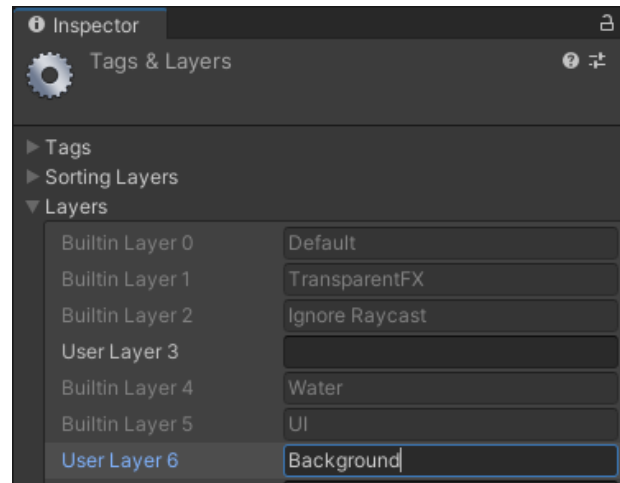 Inspector
Tags & Layers
Tags
Sorting Layers
Layers
Builtin Layer 0 Default
Builtin Layer 1 TransparentFX
Builtin Layer 2 Ignore Raycast
User Layer 3
Builtin Layer 4 Water
Builtin Layer 5 UI
User Layer 6 Background